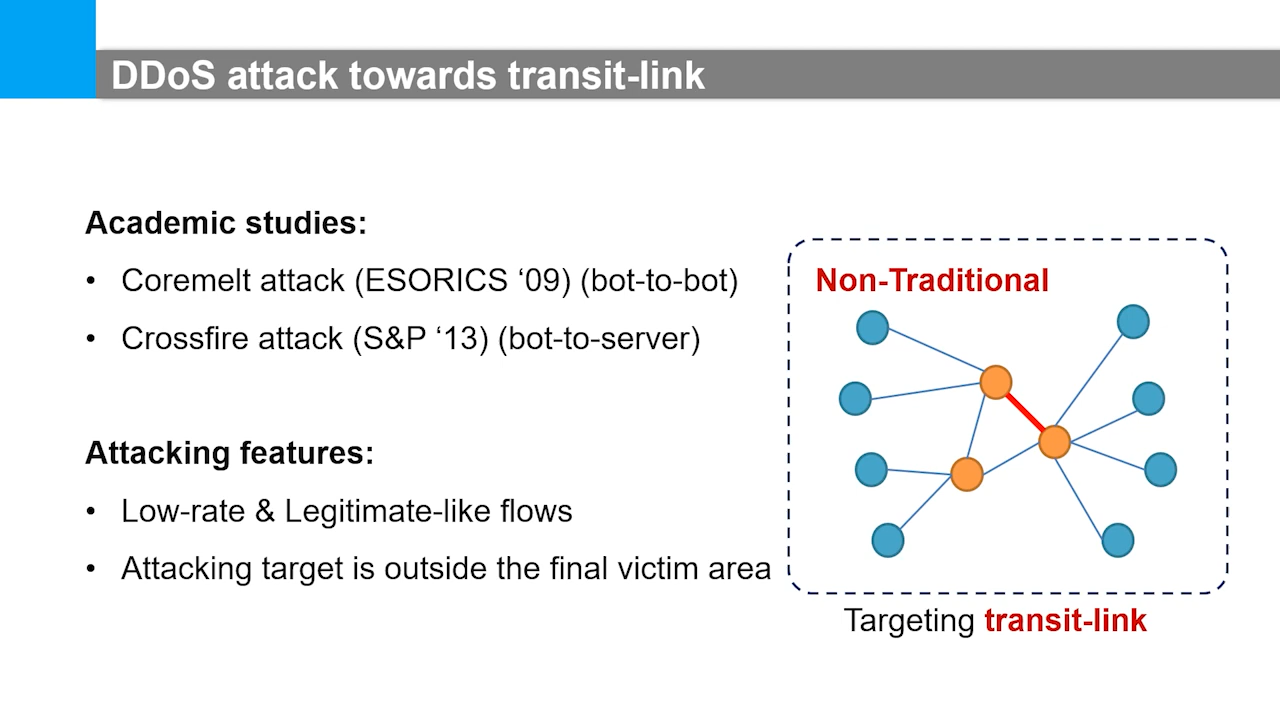 DDoS attack towards transit-link
Academic studies:
• Coremelt attack (ESORICS ‘09) (bot-to-bot)
• Crossfire attack (S&P ‘13) (bot-to-server)
Attacking features:
• Low-rate & Legitimate-like flows
• Attacking target is outside the final victim area
Non-Traditional
Targeting transit-link